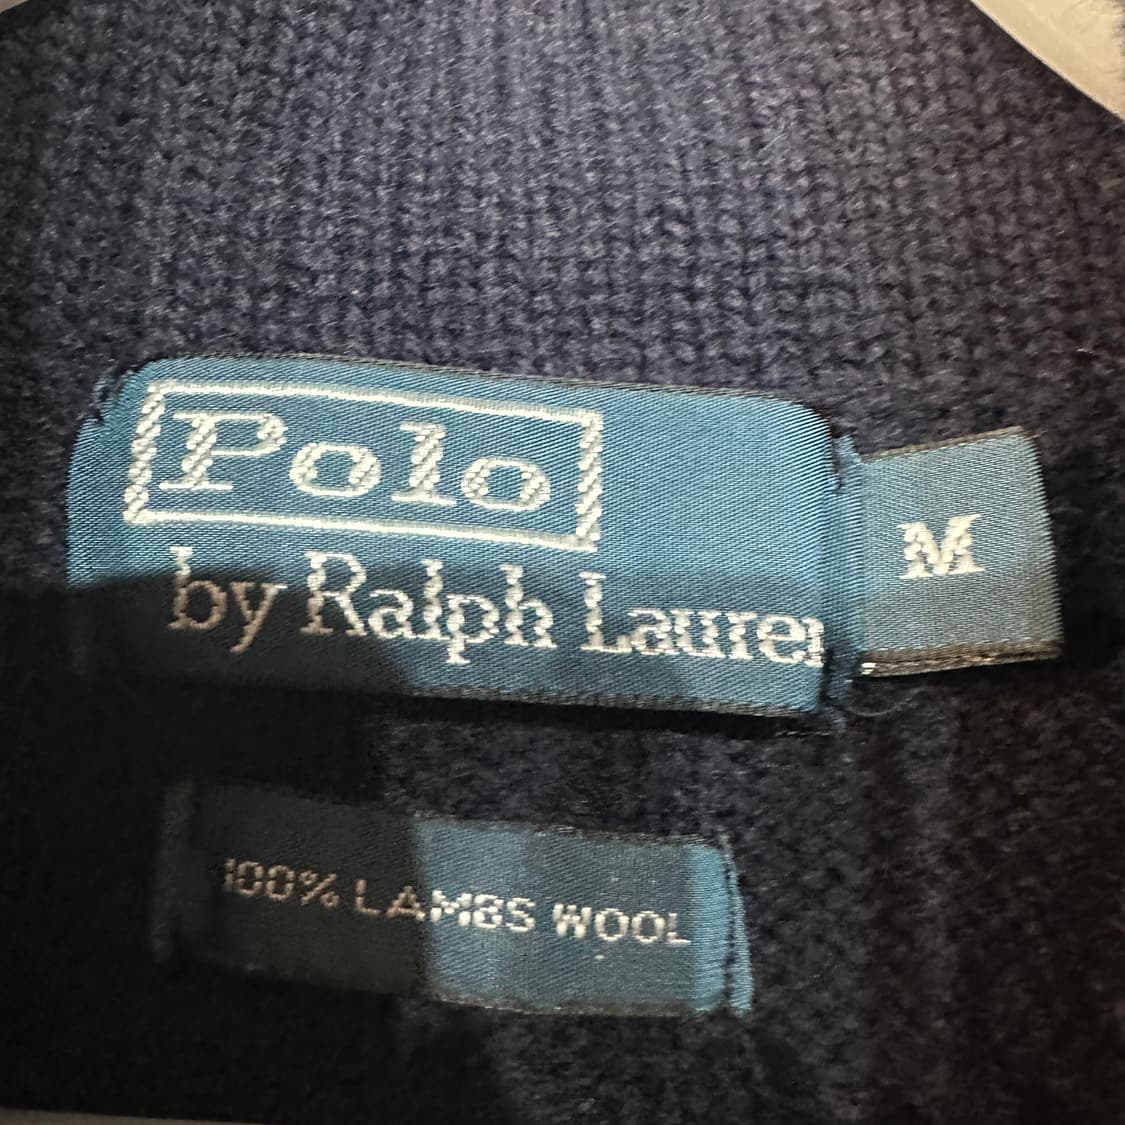 Polo
by Ralph Lauren
M
100% LAMBS WOOL